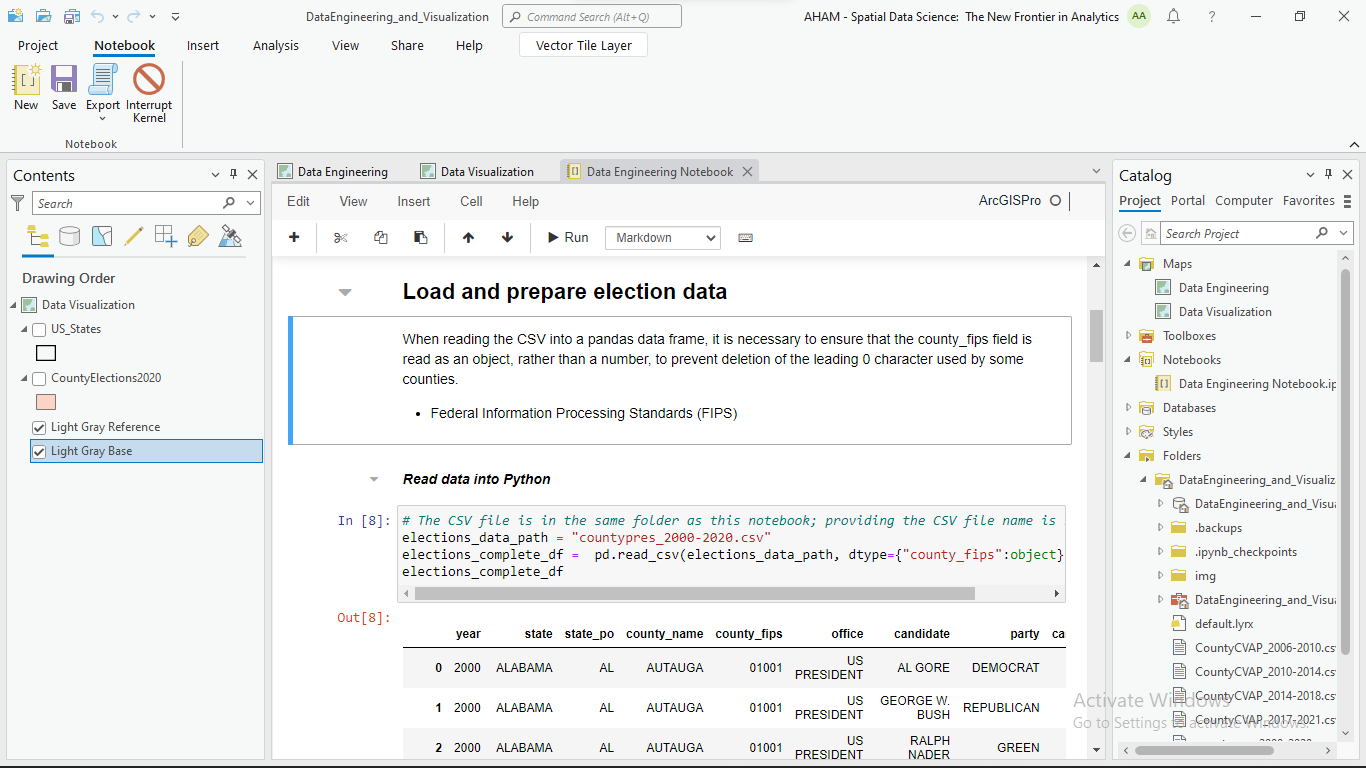 DataEngineering_and_Visualization
Command Search (Alt+Q)
AHAM - Spatial Data Science: The New Frontier in Analytics
AA
?
Project
Notebook
Insert
Analysis
View
Share
Help
Vector Tile Layer
New
Save
Export
Interrupt
Kernel
Notebook
Contents
Search
Drawing Order
Data Visualization
US_States
CountyElections2020
Light Gray Reference
Light Gray Base
Data Engineering
Data Visualization
Data Engineering Notebook
Edit
View
Insert
Cell
Help
ArcGISPro
Run
Markdown
Load and prepare election data
When reading the CSV into a pandas data frame, it is necessary to ensure that the county_fips field is
read as an object, rather than a number, to prevent deletion of the leading 0 character used by some
counties.
• Federal Information Processing Standards (FIPS)
Read data into Python
In [8]:
# The CSV file is in the same folder as this notebook; providing the CSV file name is
elections_data_path = "countypres_2000-2020.csv"
elections_complete_df =  pd.read_csv(elections_data_path, dtype={"county_fips":object}
elections_complete_df
Out[8]:
year state state_po county_name county_fips office candidate party ca
0 2000 ALABAMA AL AUTAUGA 01001 US PRESIDENT AL GORE DEMOCRAT
1 2000 ALABAMA AL AUTAUGA 01001 US PRESIDENT GEORGE W. BUSH REPUBLICAN
2 2000 ALABAMA AL AUTAUGA 01001 US PRESIDENT RALPH NADER GREEN
Catalog
Project
Portal
Computer
Favorites
Search Project
Maps
Data Engineering
Data Visualization
Toolboxes
Notebooks
Data Engineering Notebook.ip
Databases
Styles
Folders
DataEngineering_and_Visualiz
DataEngineering_and_Visua
.backups
.ipynb_checkpoints
img
DataEngineering_and_Visua
default.lyrx
CountyCVAP_2006-2010.cs
CountyCVAP_2010-2014.cs
CountyCVAP_2014-2018.cs
CountyCVAP_2017-2021.cs
Activate Windows
Go to Settings to activate Windows.